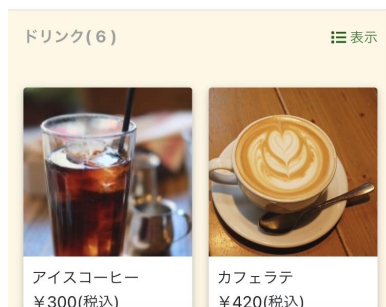 ドリンク( 6 )
表示
アイスコーヒー
カフェラテ
￥300(税込)
￥420(税込)